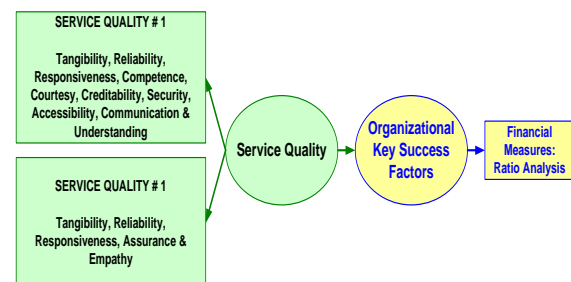 SERVICE QUALITY # 1
Tangibility, Reliability,
Responsiveness, Competence,
Courtesy, Creditability, Security,
Accessibility, Communication &
Understanding
Service Quality
Organizational
Key Success
Factors
Financial
Measures:
Ratio Analysis
SERVICE QUALITY # 1
Tangibility, Reliability,
Responsiveness, Assurance &
Empathy